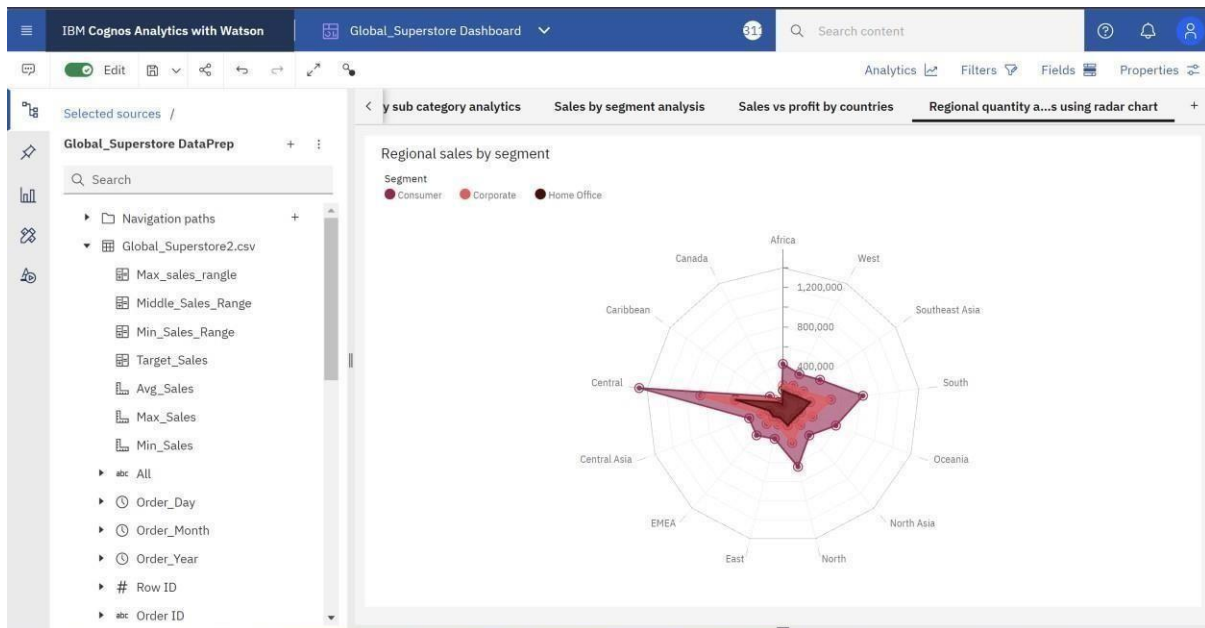 IBM Cognos Analytics with Watson
Global_Superstore Dashboard
Search content
Edit
Analytics
Filters
Fields
Properties
Selected sources /
Global_Superstore DataPrep
Search
Navigation paths
Global_Superstore2.csv
Max_sales_rangle
Middle_Sales_Range
Min_Sales_Range
Target_Sales
Avg_Sales
Max_Sales
Min_Sales
abc All
Order_Day
Order_Month
Order_Year
# Row ID
abc Order ID
y sub category analytics
Sales by segment analysis
Sales vs profit by countries
Regional quantity a...s using radar chart
Regional sales by segment
Segment
Consumer Corporate Home Office
Africa
Canada
West
1,200,000
Caribbean
Southeast Asia
800,000
400,000
Central
South
Central Asia
Oceania
EMEA
North Asia
East
North